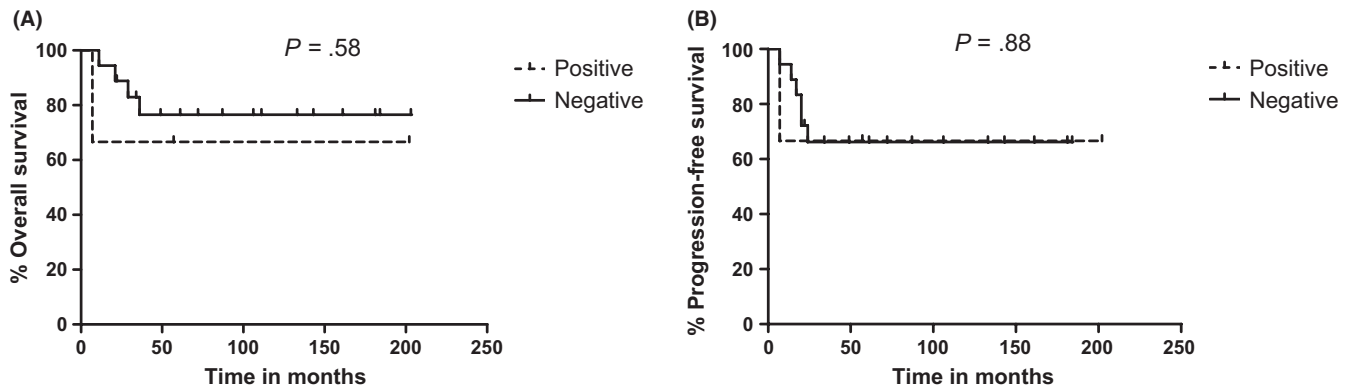 (A)
P = .58
100
80
60
40
20
0
% Overall survival
0 50 100 150 200 250
Time in months
Positive
Negative
(B)
P = .88
100
80
60
40
20
0
% Progression-free survival
0 50 100 150 200 250
Time in months
Positive
Negative